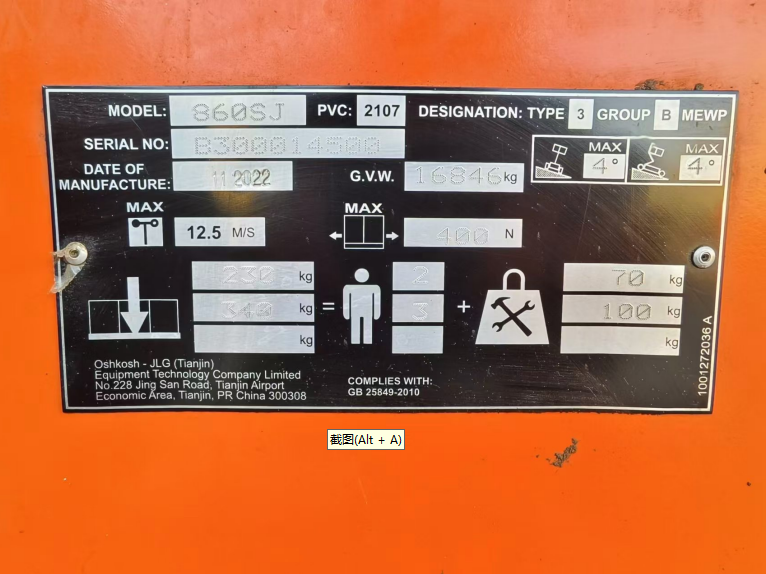 MODEL: 860SJ PVC: 2107 DESIGNATION: TYPE 3 GROUP B MEWP
SERIAL NO: B300014500
DATE OF MANUFACTURE: 11 2022 G.V.W. 16846 kg
MAX 4° MAX 4°
MAX 12.5 M/S MAX 400 N
230 kg = 2 + 70 kg
340 kg 3 100 kg
kg kg
Oshkosh - JLG (Tianjin)
Equipment Technology Company Limited
No.228 Jing San Road, Tianjin Airport
Economic Area, Tianjin, PR China 300308
COMPLIES WITH:
GB 25849-2010
1001272036 A
截图(Alt + A)